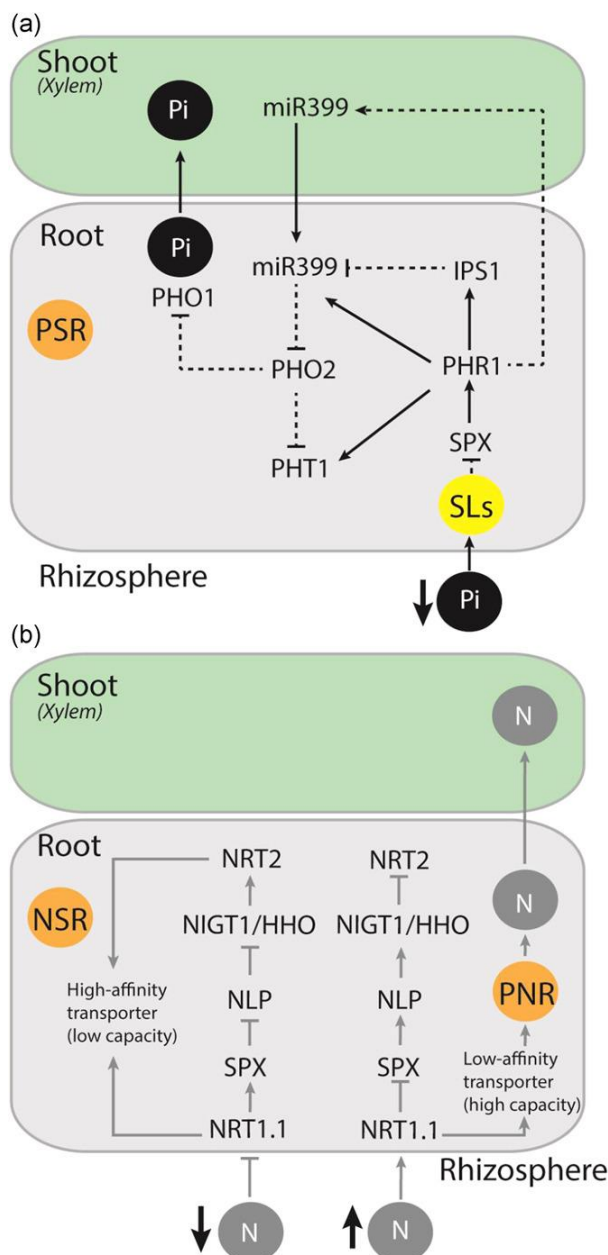 (a)
Shoot
(Xylem)
Pi
miR399
Root
Pi
miR399
IPS1
PHO1
PSR
PHO2
PHR1
PHT1
SPX
SLs
Rhizosphere
Pi
(b)
Shoot
(Xylem)
N
Root
NRT2
NRT2
NSR
N
NIGT1/HHO
NIGT1/HHO
High-affinity
transporter
(low capacity)
NLP
NLP
PNR
SPX
SPX
Low-affinity
transporter
(high capacity)
NRT1.1
NRT1.1
Rhizosphere
N
N